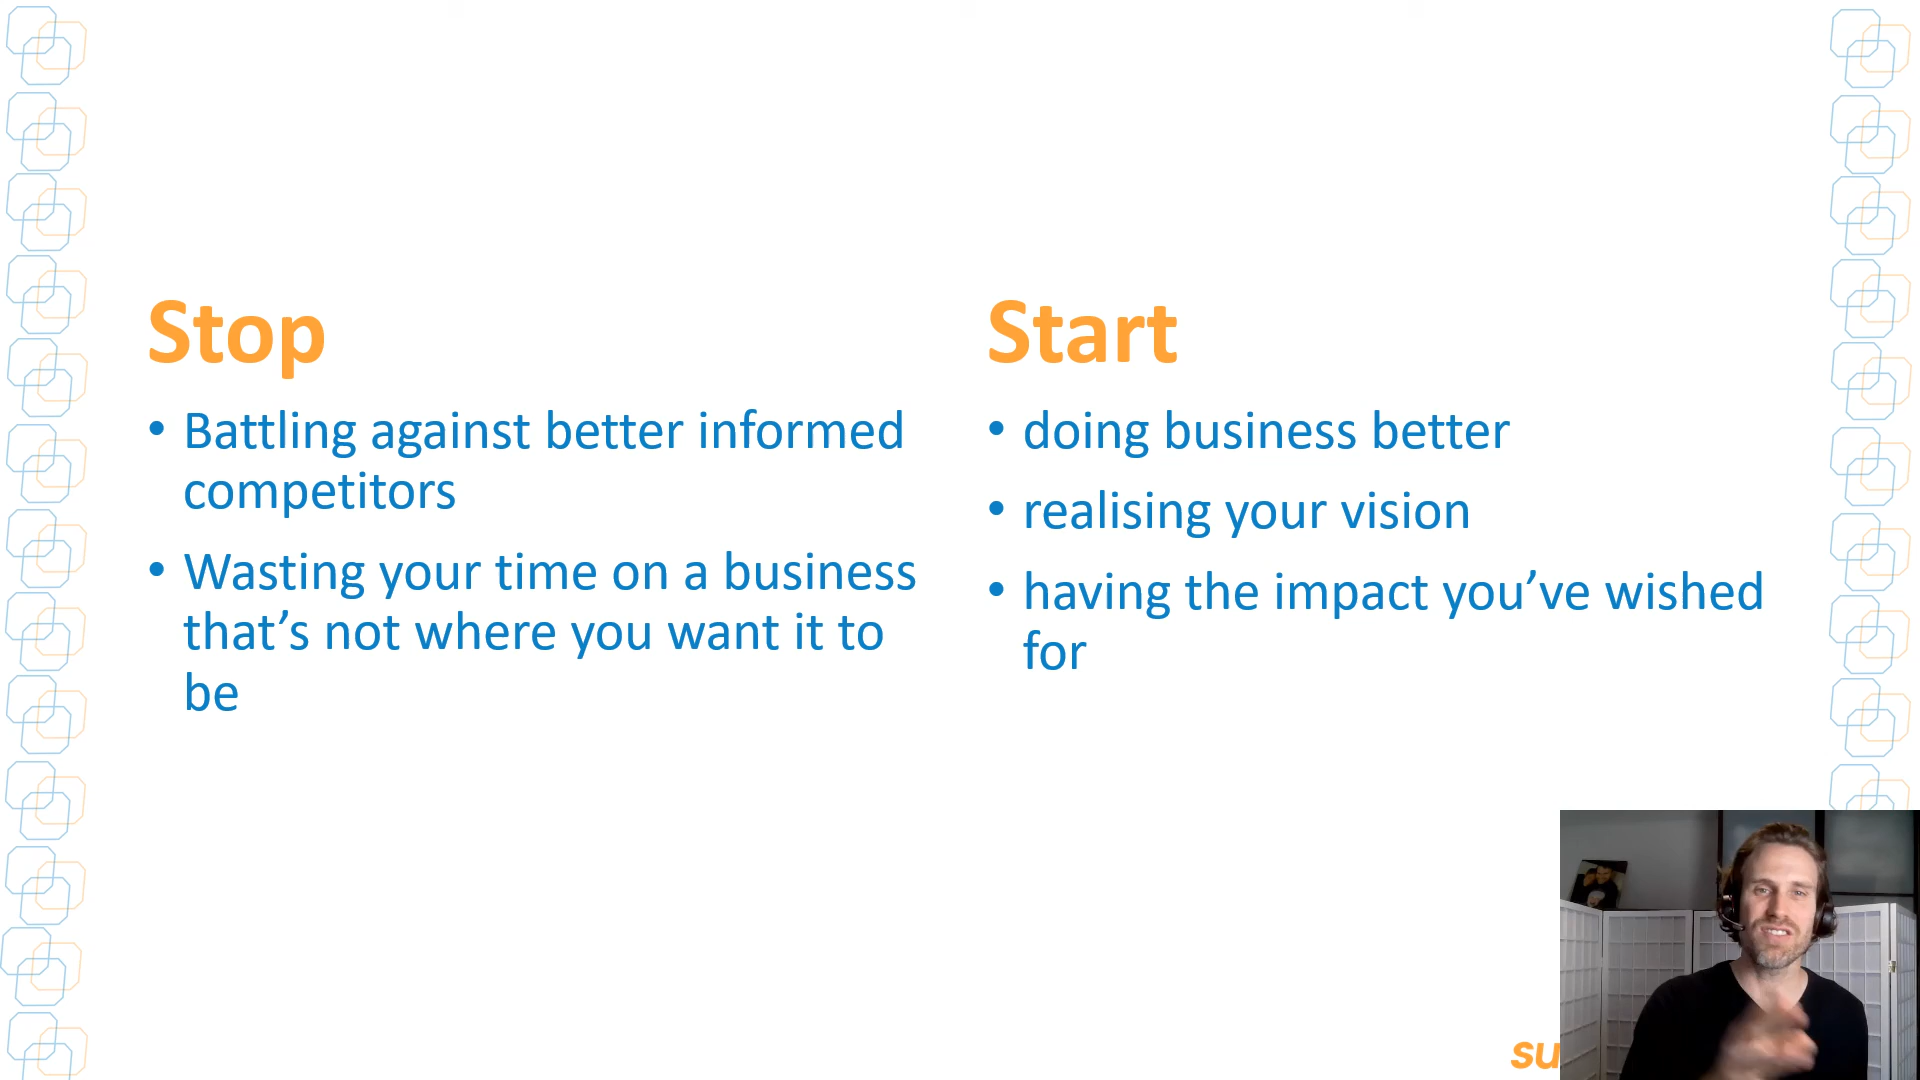 Stop
• Battling against better informed
competitors
• Wasting your time on a business
that’s not where you want it to
be
Start
• doing business better
• realising your vision
• having the impact you’ve wished
for
su